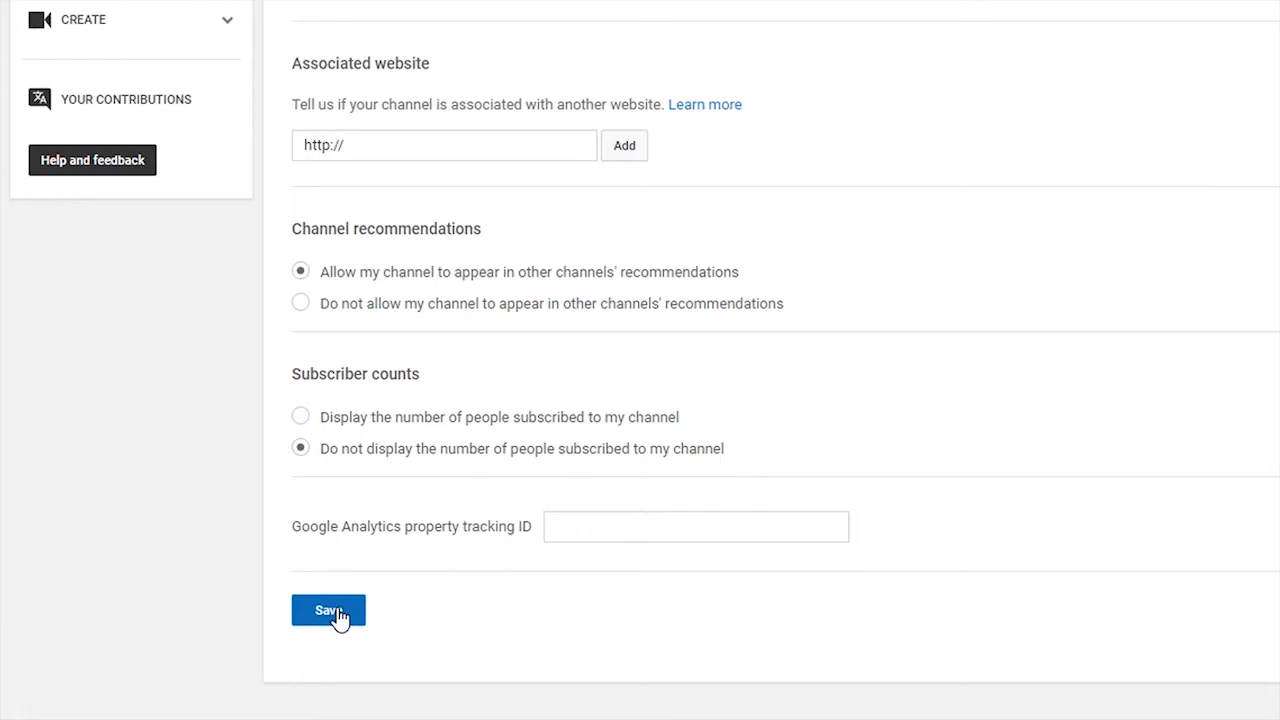 CREATE
YOUR CONTRIBUTIONS
Help and feedback
Associated website
Tell us if your channel is associated with another website. Learn more
http://
Add
Channel recommendations
Allow my channel to appear in other channels' recommendations
Do not allow my channel to appear in other channels' recommendations
Subscriber counts
Display the number of people subscribed to my channel
Do not display the number of people subscribed to my channel
Google Analytics property tracking ID
Save